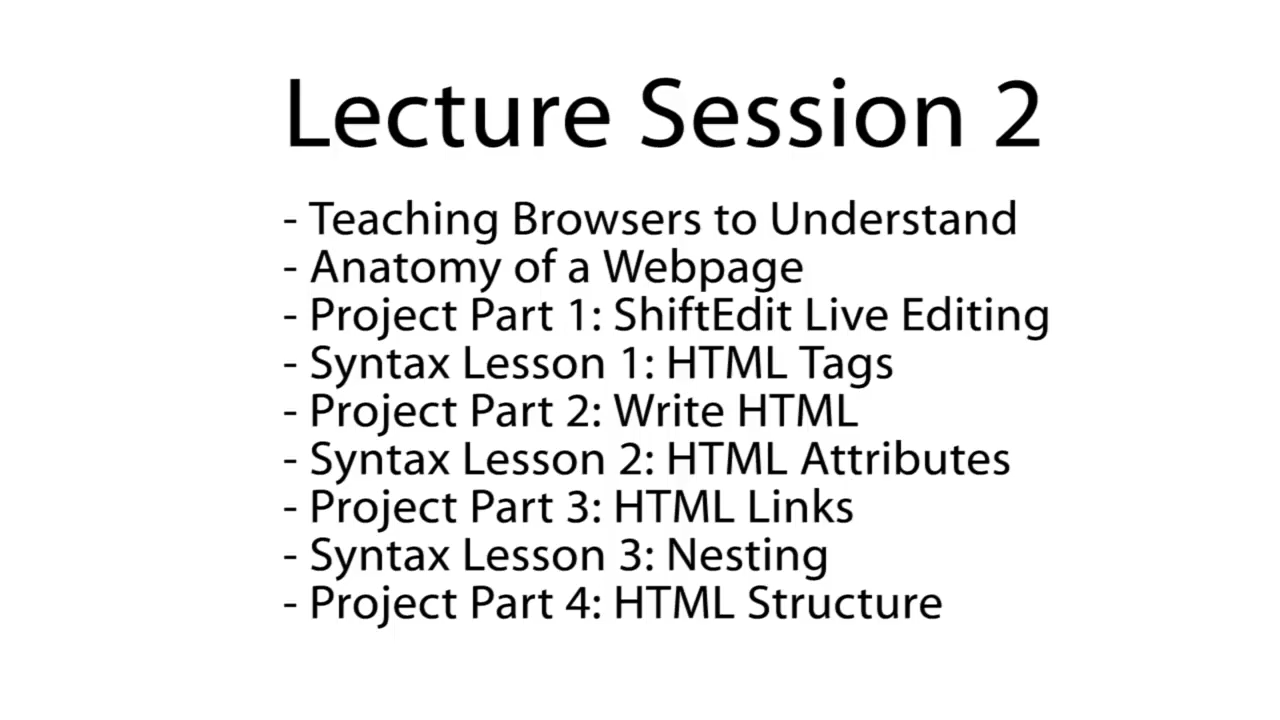 Lecture Session 2
- Teaching Browsers to Understand
- Anatomy of a Webpage
- Project Part 1: ShiftEdit Live Editing
- Syntax Lesson 1: HTML Tags
- Project Part 2: Write HTML
- Syntax Lesson 2: HTML Attributes
- Project Part 3: HTML Links
- Syntax Lesson 3: Nesting
- Project Part 4: HTML Structure